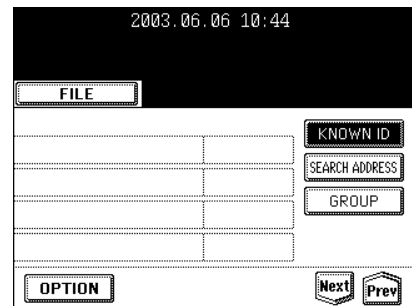 2003.06.06 10:44
FILE
KNOWN ID
SEARCH ADDRESS
GROUP
OPTION
Next
Prev